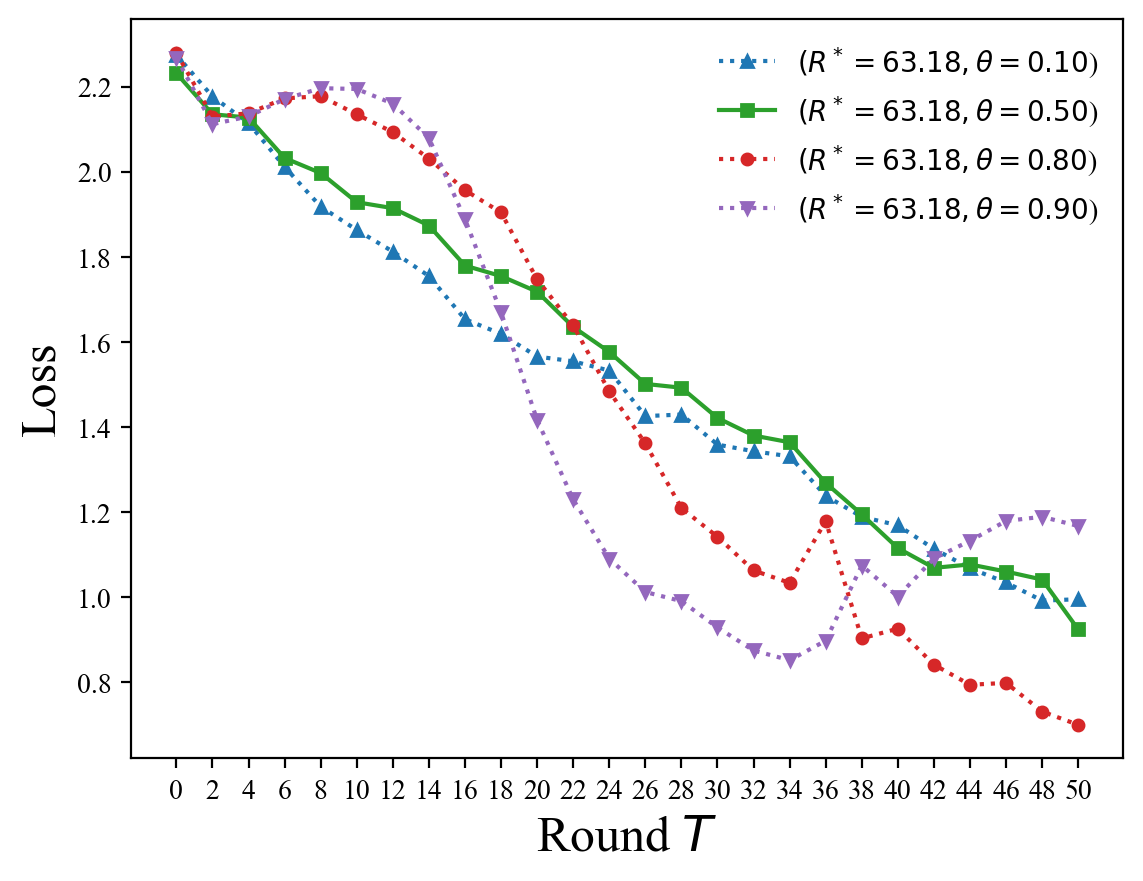 (R* = 63.18, θ = 0.10)
(R* = 63.18, θ = 0.50)
(R* = 63.18, θ = 0.80)
(R* = 63.18, θ = 0.90)
2.2
2.0
1.8
1.6
1.4
1.2
1.0
0.8
Loss
0 2 4 6 8 10 12 14 16 18 20 22 24 26 28 30 32 34 36 38 40 42 44 46 48 50
Round T